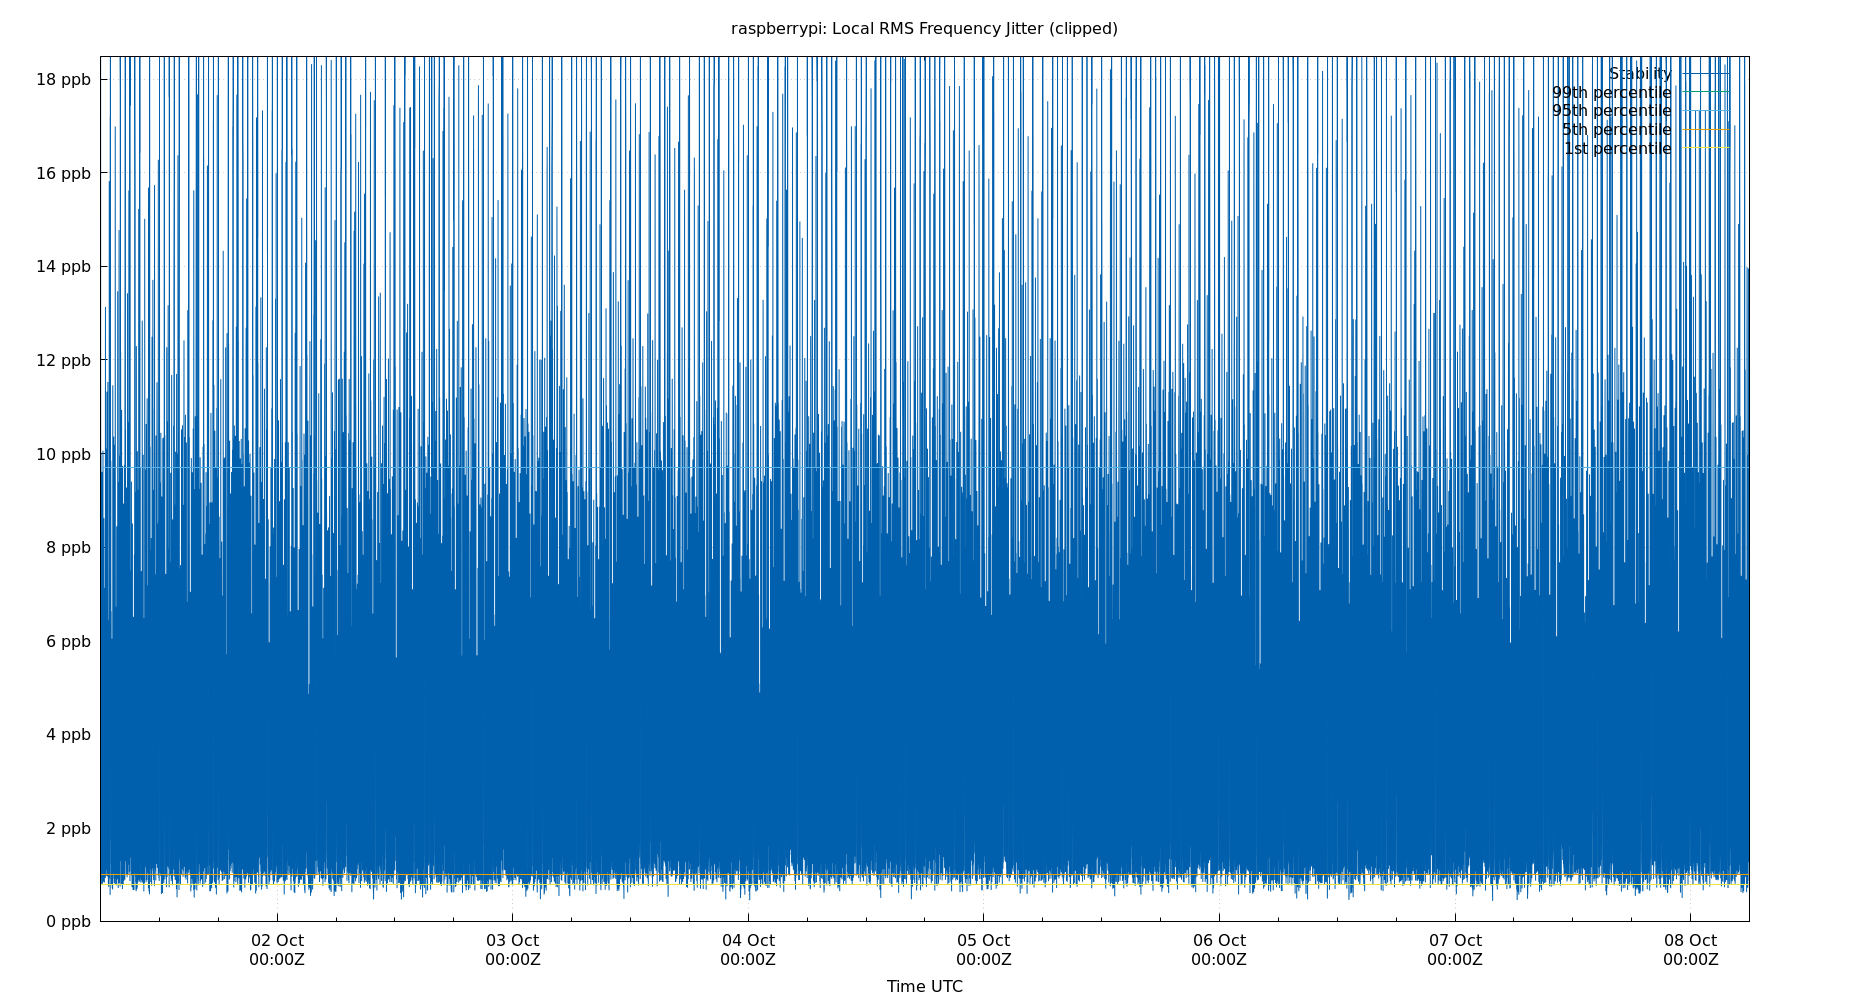 raspberrypi: Local RMS Frequency Jitter (clipped)
18 ppb
16 ppb
14 ppb
12 ppb
10 ppb
8 ppb
6 ppb
4 ppb
2 ppb
0 ppb
Stability
99th percentile
95th percentile
5th percentile
1st percentile
02 Oct 03 Oct 04 Oct 05 Oct 06 Oct 07 Oct 08 Oct
00:00Z 00:00Z 00:00Z 00:00Z 00:00Z 00:00Z 00:00Z
Time UTC